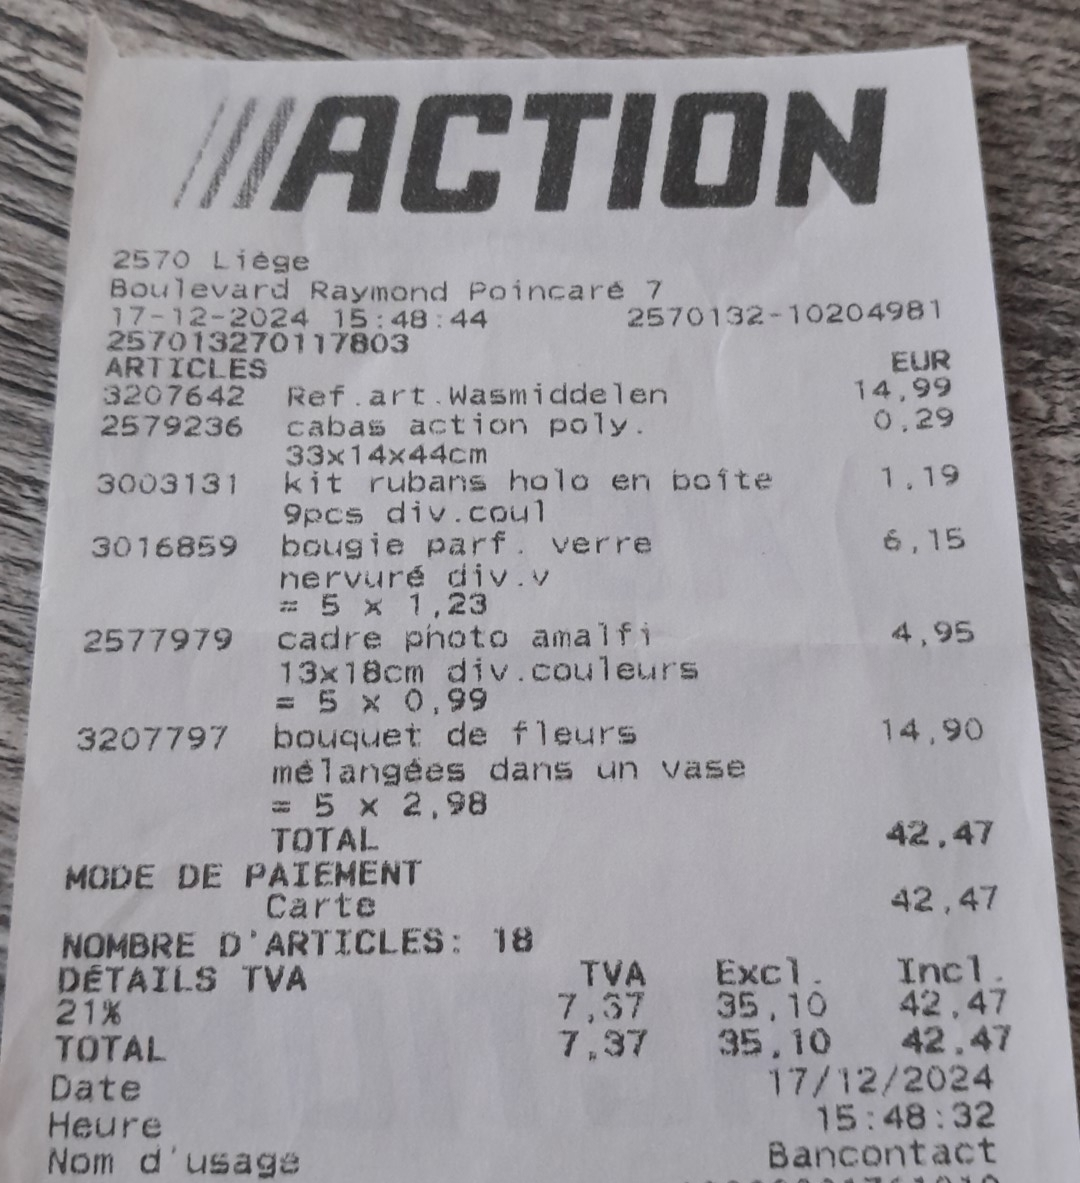 ///ACTION
2570 Liège
Boulevard Raymond Poincaré 7
17-12-2024 15:48:44 2570132-10204981
257013270117803
ARTICLES EUR
3207642 Ref.art.Wasmiddelen 14,99
2579236 cabas action poly. 0,29
33x14x44cm
3003131 kit rubans holo en boîte 1,19
9pcs div.coul
3016859 bougie parf. verre 6,15
nervuré div.v
= 5 x 1,23
2577979 cadre photo amalfi 4,95
13x18cm div.couleurs
= 5 x 0,99
3207797 bouquet de fleurs 14,90
mélangées dans un vase
= 5 x 2,98
TOTAL 42,47
MODE DE PAIEMENT
Carte 42,47
NOMBRE D'ARTICLES: 18
DÉTAILS TVA TVA Excl. Incl.
21% 7,37 35,10 42,47
TOTAL 7,37 35,10 42,47
Date 17/12/2024
Heure 15:48:32
Nom d'usage Bancontact